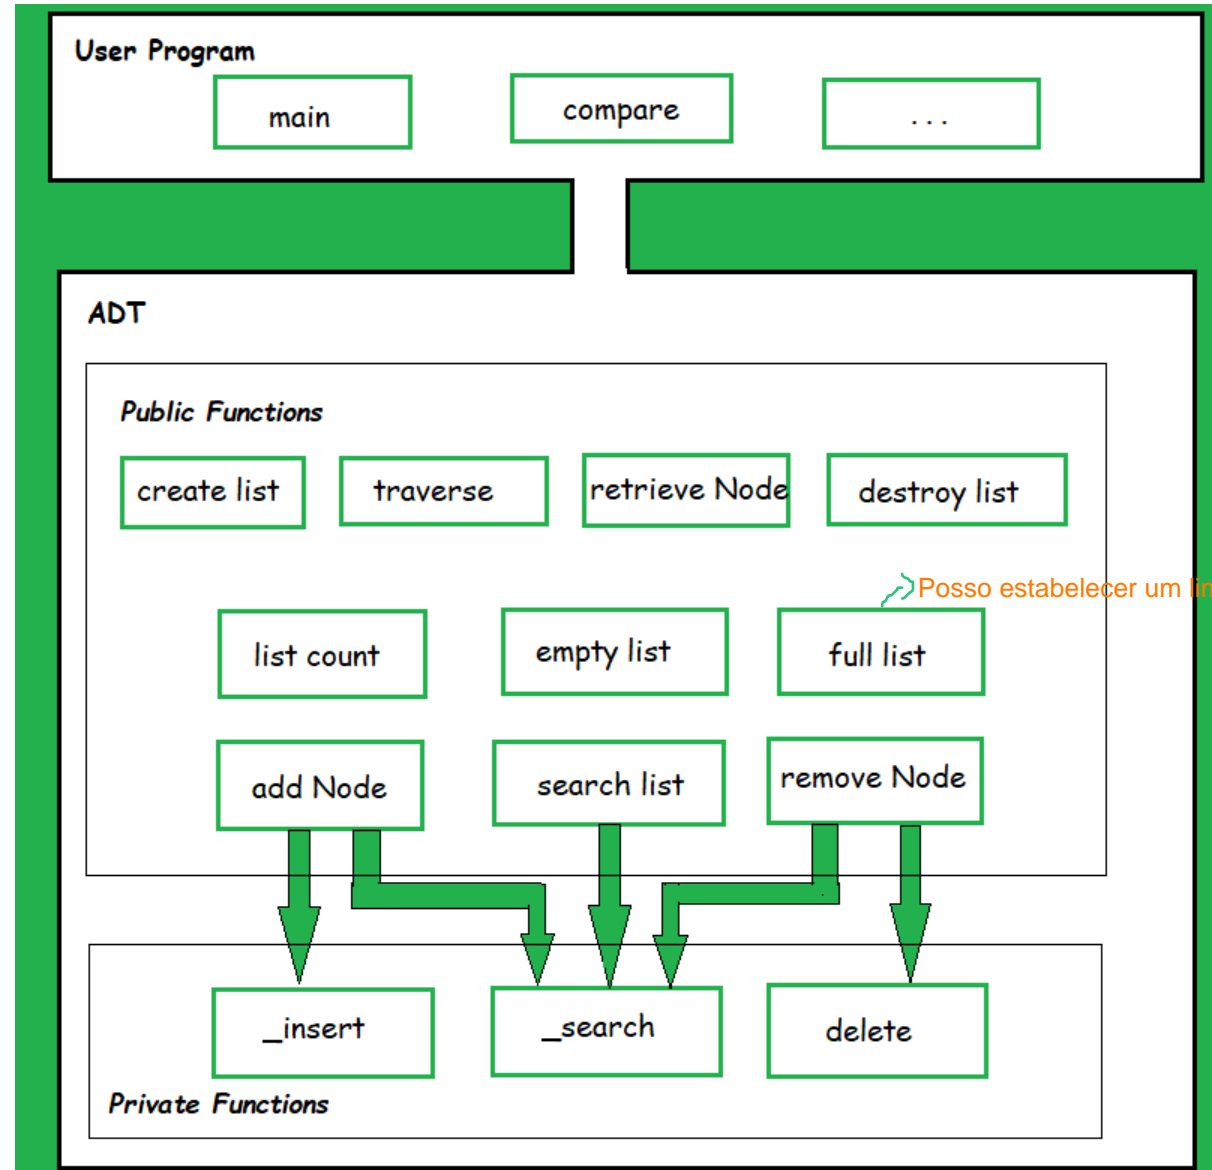 User Program
main
compare
...
ADT
Public Functions
create list
traverse
retrieve Node
destroy list
Posso estabelecer um
list count
empty list
full list
add Node
search list
remove Node
_insert
_search
delete
Private Functions